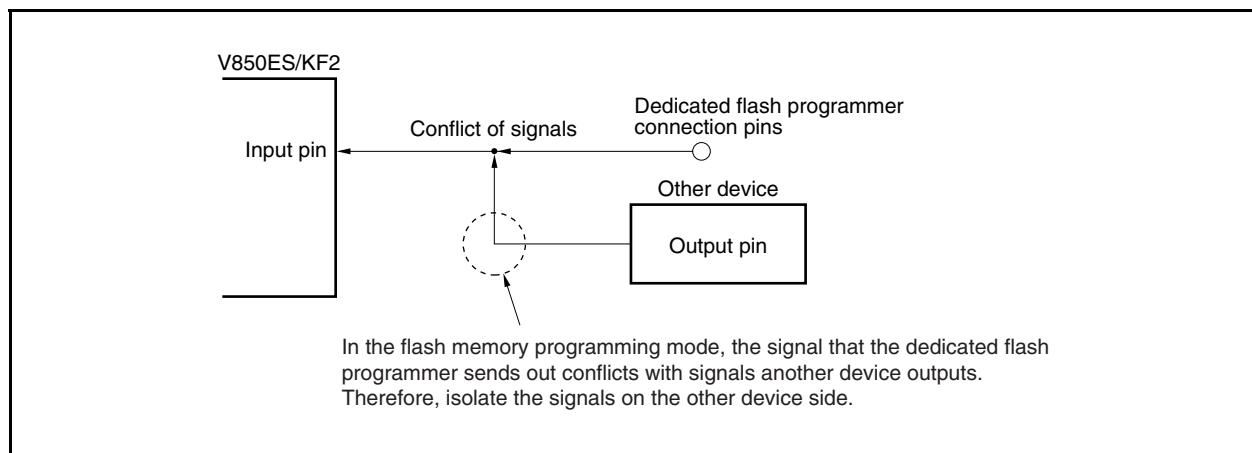 V850ES/KF2
Input pin
Conflict of signals
Dedicated flash programmer
connection pins
Other device
Output pin
In the flash memory programming mode, the signal that the dedicated flash
programmer sends out conflicts with signals another device outputs.
Therefore, isolate the signals on the other device side.